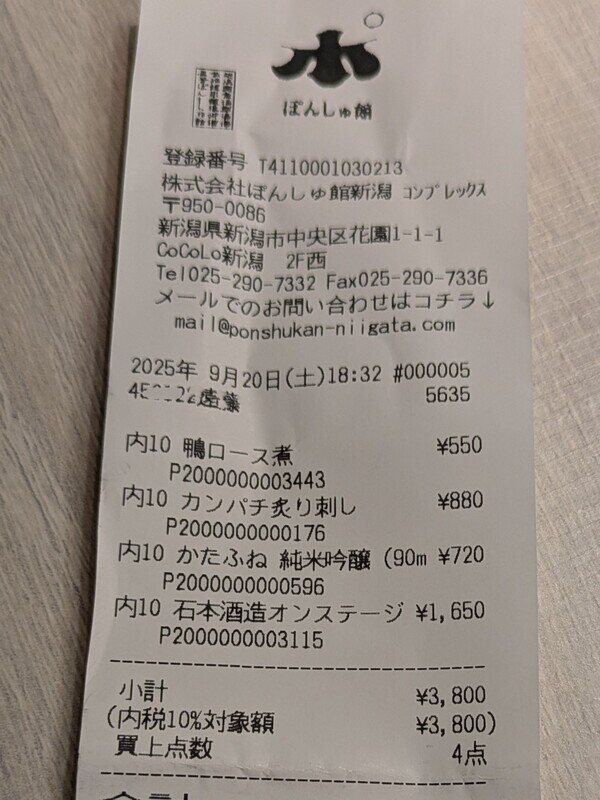 ぽんしゅ館
登録番号 T4110001030213
株式会社ぽんしゅ館新潟 コンプレックス
〒950-0086
新潟県新潟市中央区花園1-1-1
CoCoLo新潟 2F西
Tel025-290-7332 Fax025-290-7336
メールでのお問い合わせはコチラ↓
mail@ponshukan-niigata.com
2025年 9月20日(土)18:32 #000005
5635
内10 鴨ロース煮 ¥550
P2000000003443
内10 カンパチ炙り刺し ¥880
P2000000000176
内10 かたふね 純米吟醸 (90m ¥720
P2000000000596
内10 石本酒造オンステージ ¥1,650
P2000000003115
小計 ¥3,800
(内税10%対象額 ¥3,800)
買上点数 4点